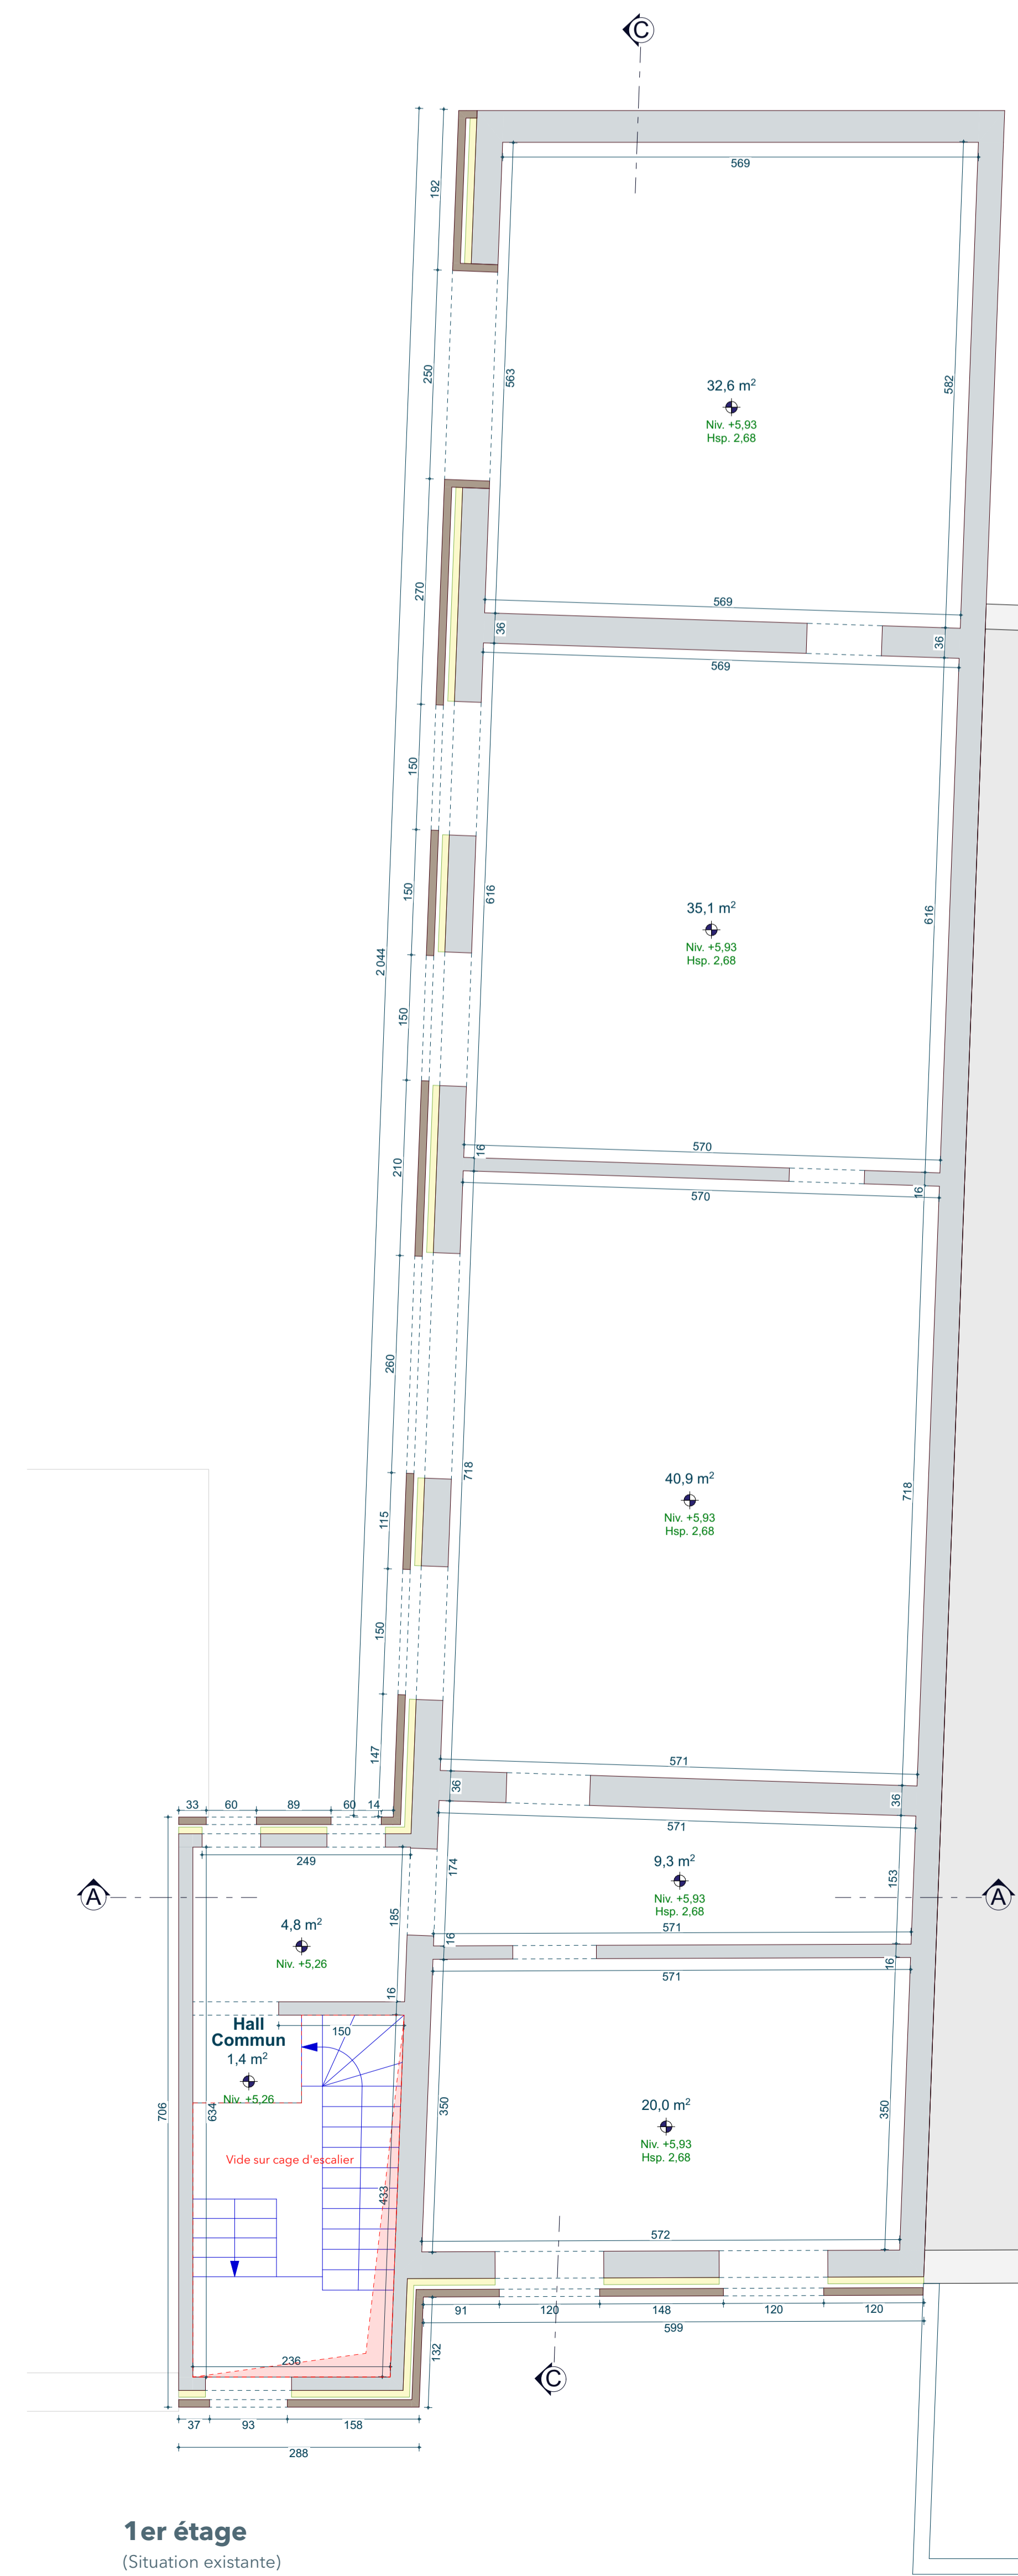 C
569
192
250
563
582
32,6 m²
Niv. +5,93
Hsp. 2,68
270
569
36
36
569
150
150
616
616
35,1 m²
Niv. +5,93
Hsp. 2,68
2 044
150
210
16
570
16
570
260
718
718
40,9 m²
Niv. +5,93
Hsp. 2,68
115
150
147
571
36
36
33
60
89
60
14
571
249
174
153
9,3 m²
Niv. +5,93
Hsp. 2,68
A
A
185
4,8 m²
Niv. +5,26
571
16
16
571
16
Hall
Commun
1,4 m²
Niv. +5,26
150
706
634
350
350
20,0 m²
Niv. +5,93
Hsp. 2,68
Vide sur cage d'escalier
433
572
91
120
148
120
120
599
132
236
C
37
93
158
288
1er étage
(Situation existante)